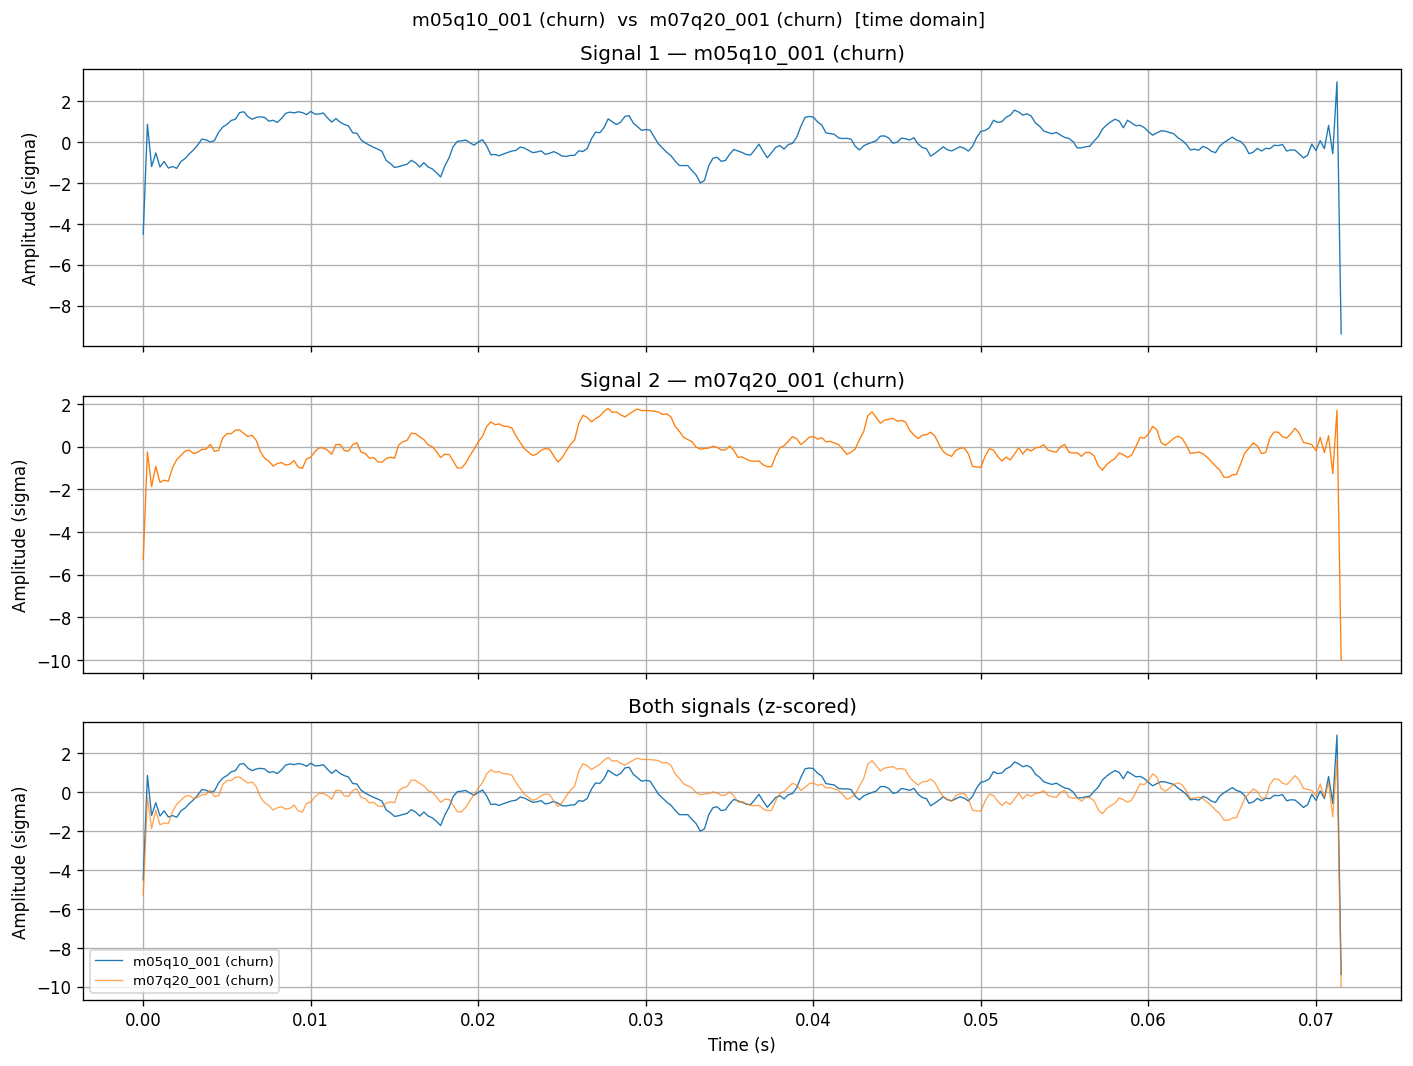 m05q10_001 (churn)  vs  m07q20_001 (churn)  [time domain]
Signal 1 — m05q10_001 (churn)
Amplitude (sigma)
2
0
−2
−4
−6
−8
Signal 2 — m07q20_001 (churn)
Amplitude (sigma)
2
0
−2
−4
−6
−8
−10
Both signals (z-scored)
Amplitude (sigma)
2
0
−2
−4
−6
−8
−10
m05q10_001 (churn)
m07q20_001 (churn)
0.00 0.01 0.02 0.03 0.04 0.05 0.06 0.07
Time (s)